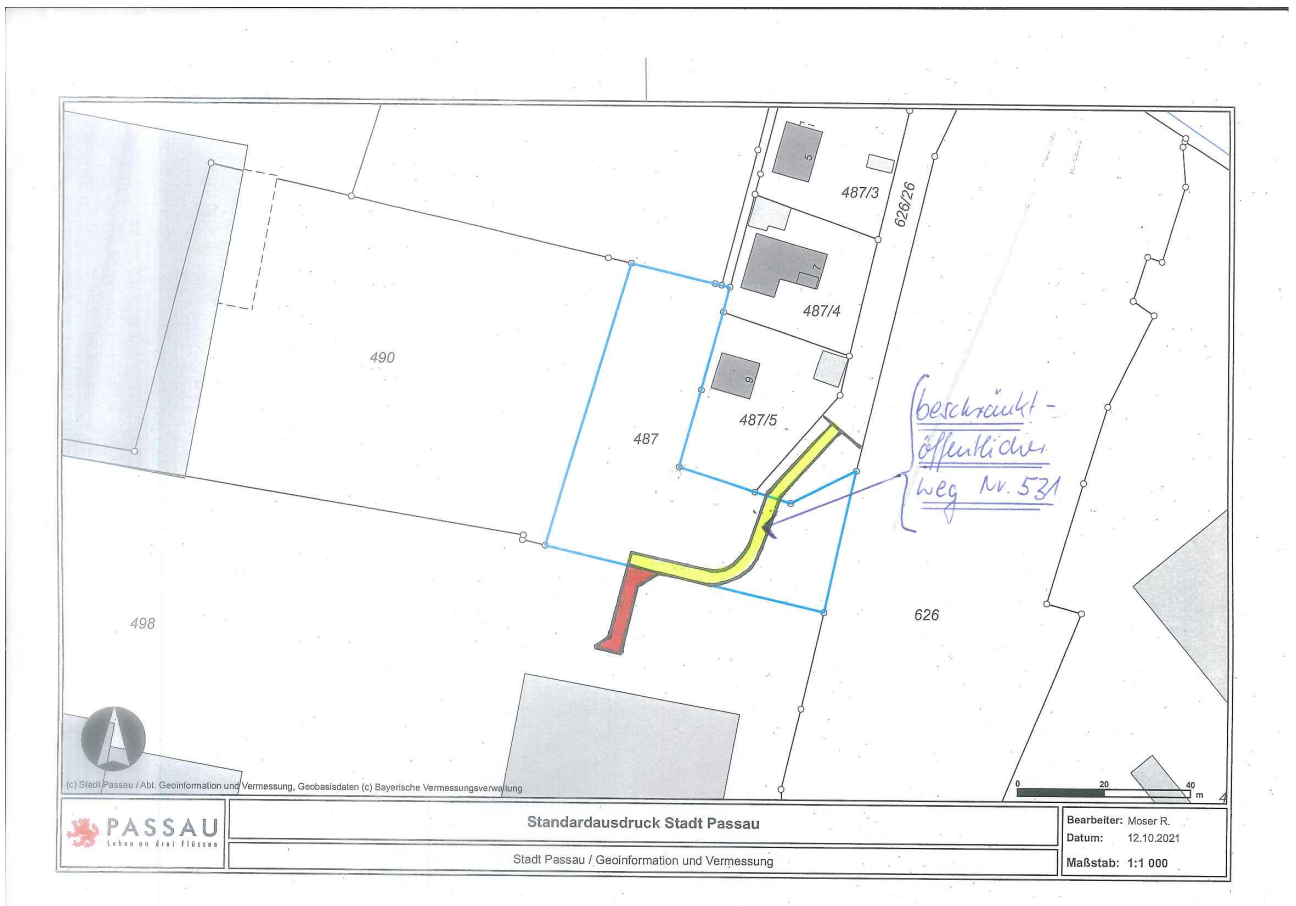 5
487/3
626/26
7
487/4
490
9
487/5
487
beschränkt-
öffentlicher
Weg Nr. 531
498
626
(c) Stadt Passau / Abt. Geoinformation und Vermessung, Geobasisdaten (c) Bayerische Vermessungsverwaltung
0 20 40
m
4
PASSAU
Leben an drei Flüssen
Standardausdruck Stadt Passau
Stadt Passau / Geoinformation und Vermessung
Bearbeiter: Moser R.
Datum: 12.10.2021
Maßstab: 1:1 000